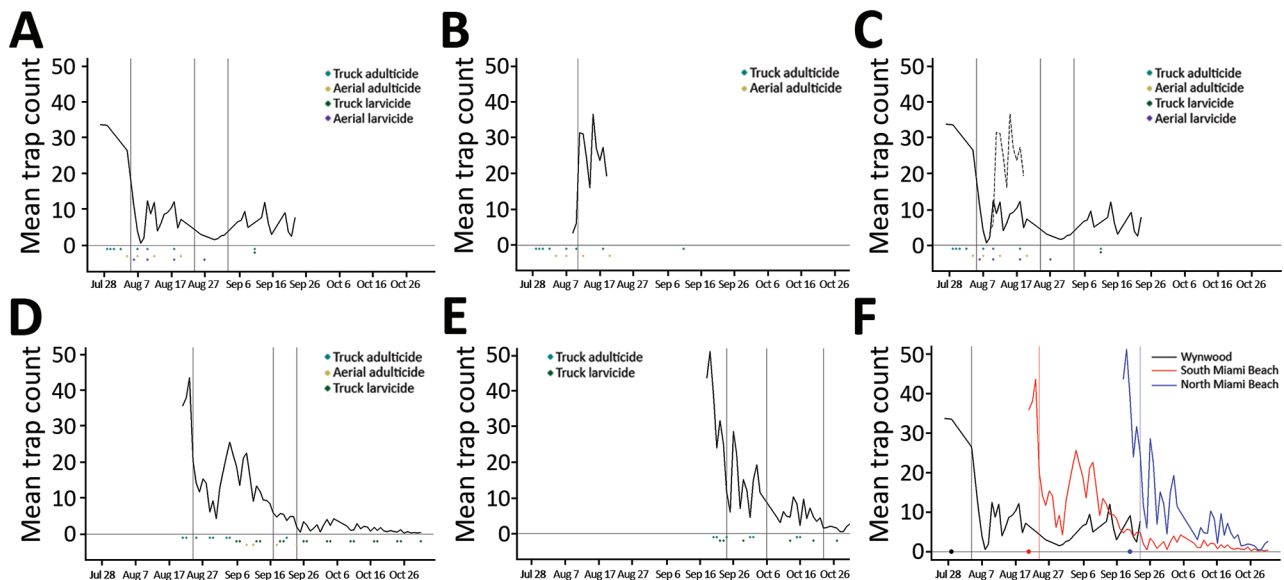 A
Mean trap count
50
40
30
20
10
0
Truck adulticide
Aerial adulticide
Truck larvicide
Aerial larvicide
Jul 28 Aug 7 Aug 17 Aug 27 Sep 6 Sep 16 Sep 26 Oct 6 Oct 16 Oct 26
B
Mean trap count
50
40
30
20
10
0
Truck adulticide
Aerial adulticide
Jul 28 Aug 7 Aug 17 Aug 27 Sep 6 Sep 16 Sep 26 Oct 6 Oct 16 Oct 26
C
Mean trap count
50
40
30
20
10
0
Truck adulticide
Aerial adulticide
Truck larvicide
Aerial larvicide
Jul 28 Aug 7 Aug 17 Aug 27 Sep 6 Sep 16 Sep 26 Oct 6 Oct 16 Oct 26
D
Mean trap count
50
40
30
20
10
0
Truck adulticide
Aerial adulticide
Truck larvicide
Jul 28 Aug 7 Aug 17 Aug 27 Sep 6 Sep 16 Sep 26 Oct 6 Oct 16 Oct 26
E
Mean trap count
50
40
30
20
10
0
Truck adulticide
Truck larvicide
Jul 28 Aug 7 Aug 17 Aug 27 Sep 6 Sep 16 Sep 26 Oct 6 Oct 16 Oct 26
F
Mean trap count
50
40
30
20
10
0
Wynwood
South Miami Beach
North Miami Beach
Jul 28 Aug 7 Aug 17 Aug 27 Sep 6 Sep 16 Sep 26 Oct 6 Oct 16 Oct 26